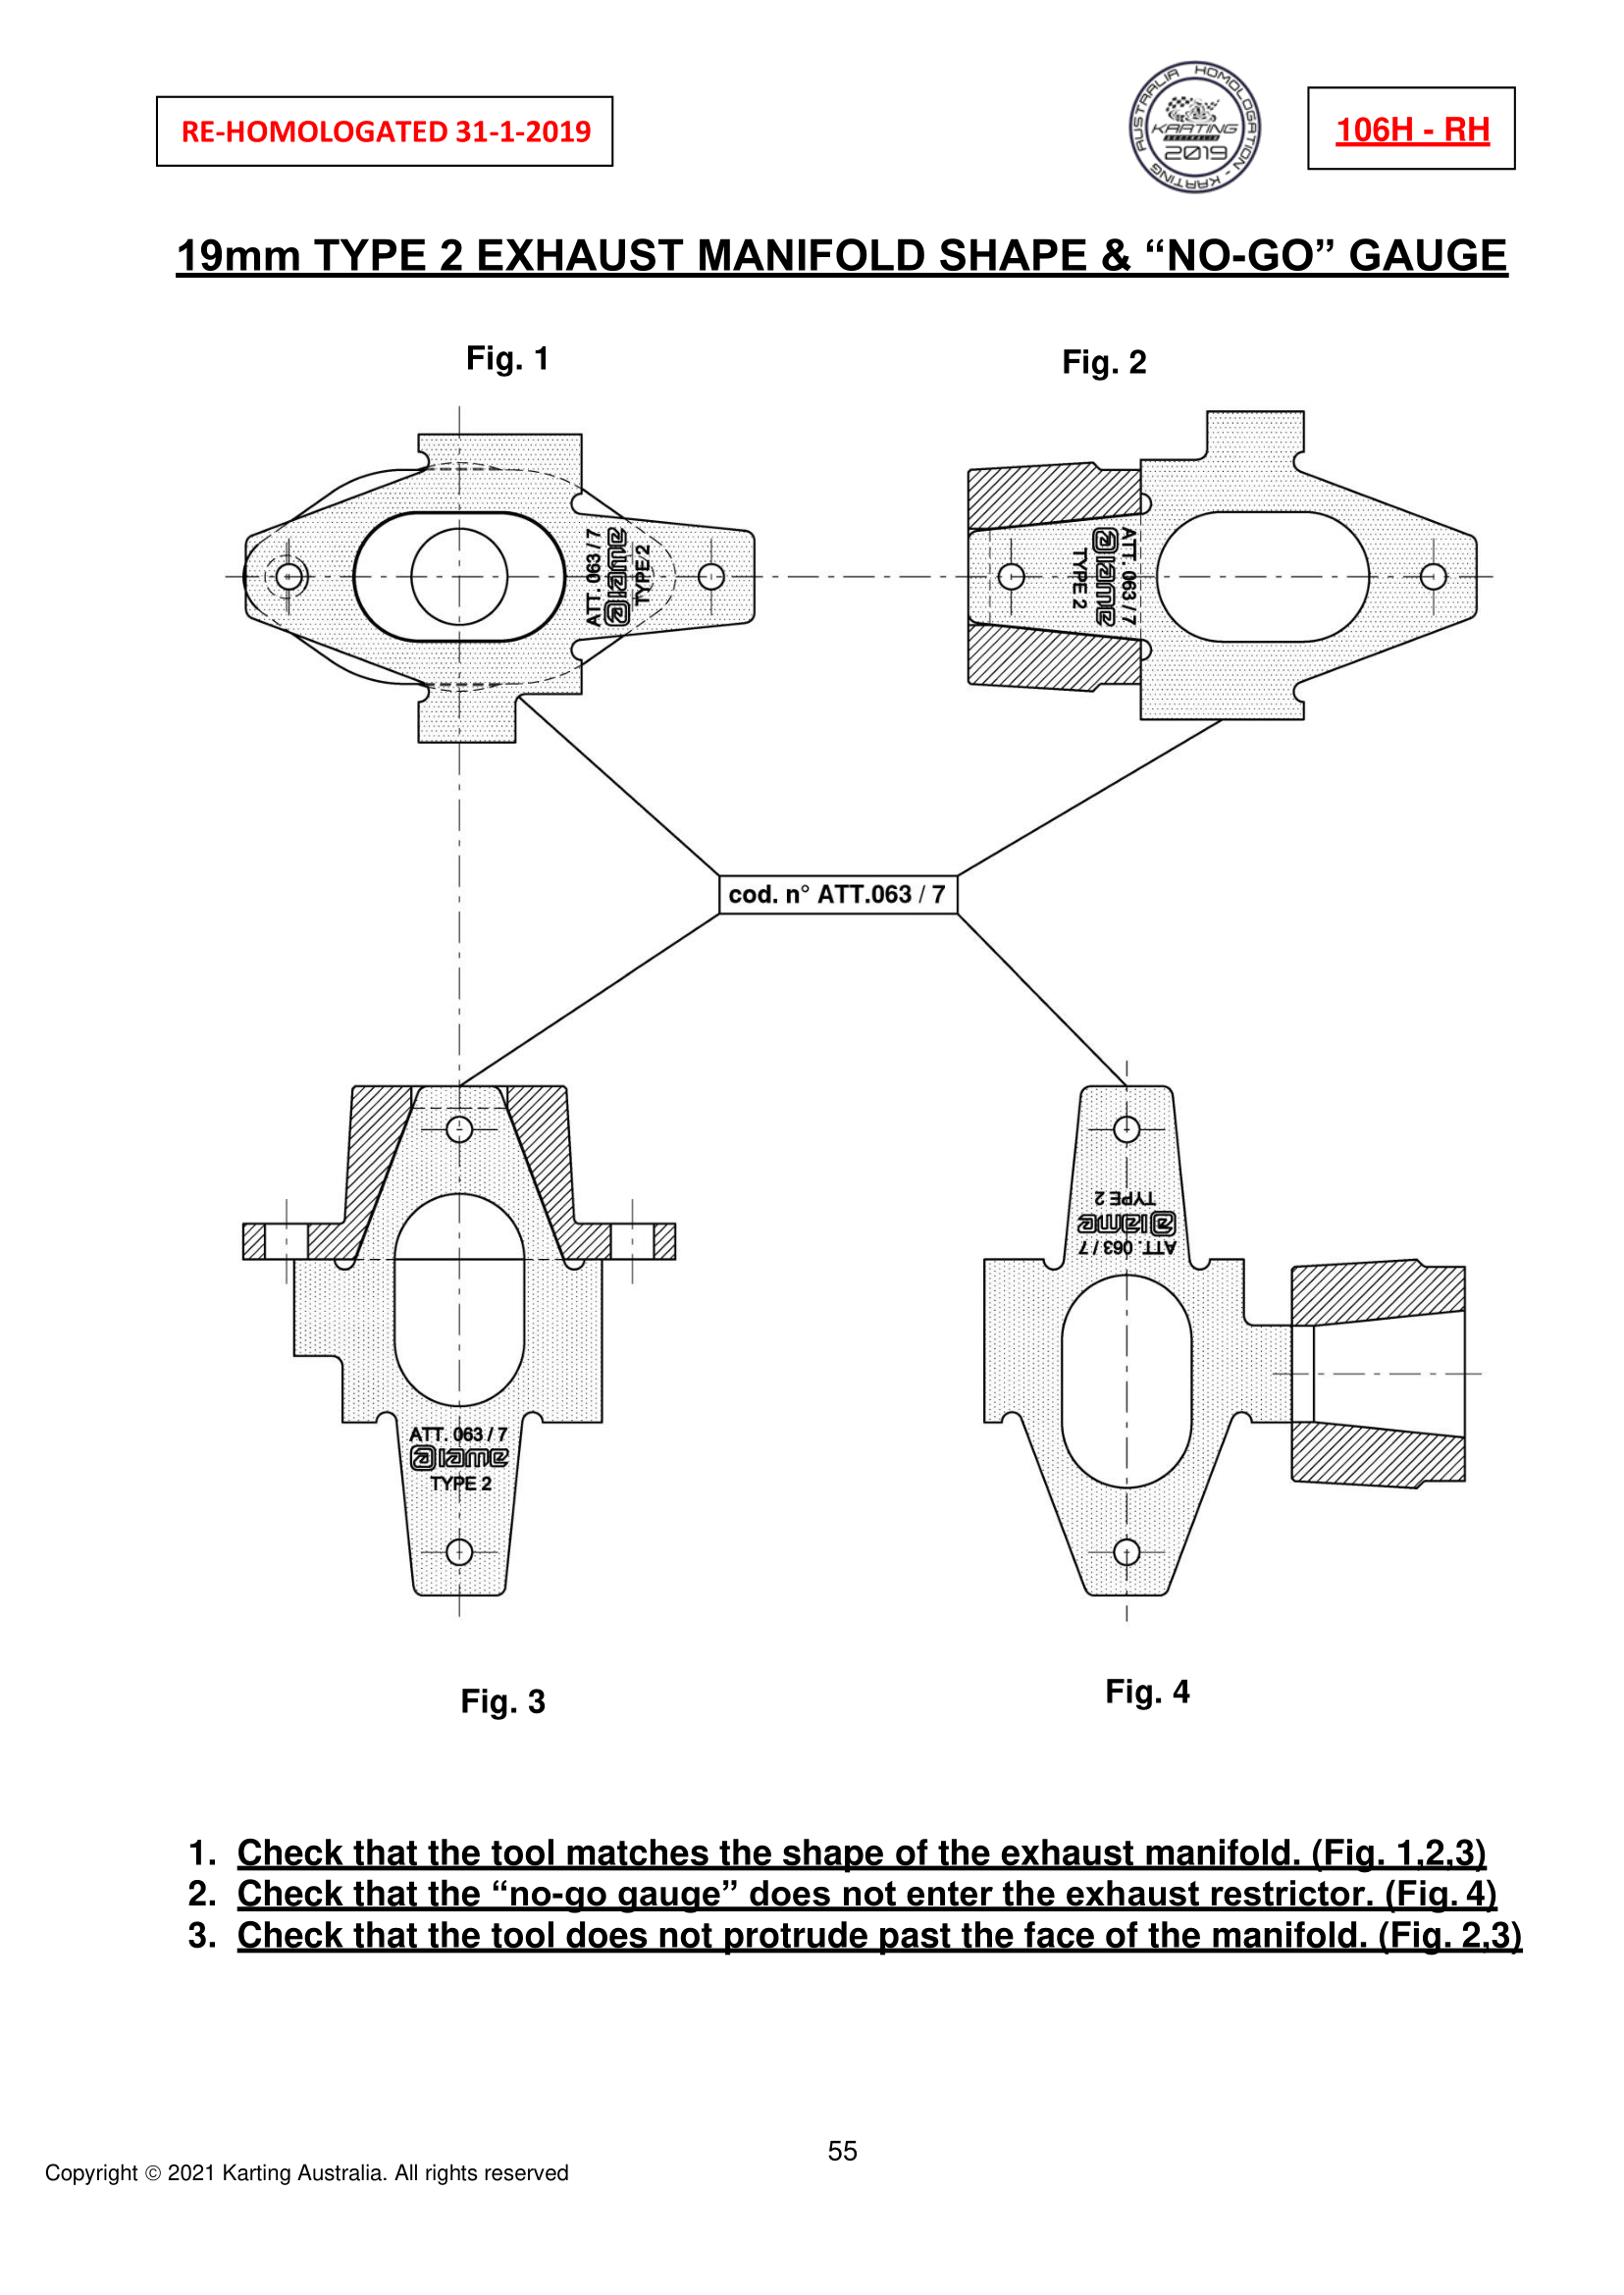 RE-HOMOLOGATED 31-1-2019
AUSTRALIA HOMOLOGATION - KARTING
KARTING
AUSTRALIA
2019
106H - RH
19mm TYPE 2 EXHAUST MANIFOLD SHAPE & “NO-GO” GAUGE
Fig. 1
Fig. 2
ATT. 063 / 7
iame
TYPE 2
ATT. 063 / 7
iame
TYPE 2
cod. n° ATT.063 / 7
TYPE 2
iame
ATT. 063 / 7
ATT. 063 / 7
iame
TYPE 2
Fig. 3
Fig. 4
1. Check that the tool matches the shape of the exhaust manifold. (Fig. 1,2,3)
2. Check that the “no-go gauge” does not enter the exhaust restrictor. (Fig. 4)
3. Check that the tool does not protrude past the face of the manifold. (Fig. 2,3)
55
Copyright © 2021 Karting Australia. All rights reserved